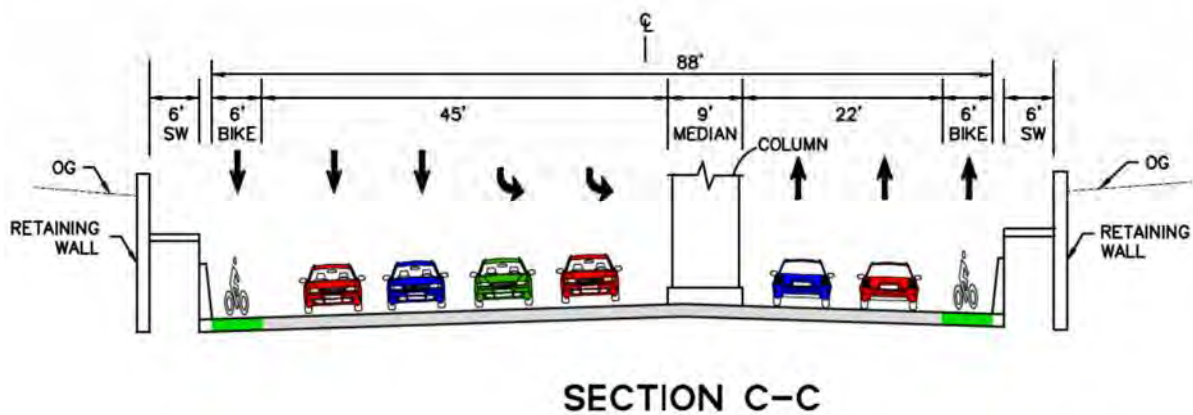 ℄
88'
6' SW
6' BIKE
45'
9' MEDIAN
22'
6' BIKE
6' SW
COLUMN
OG
OG
RETAINING WALL
RETAINING WALL
SECTION C-C